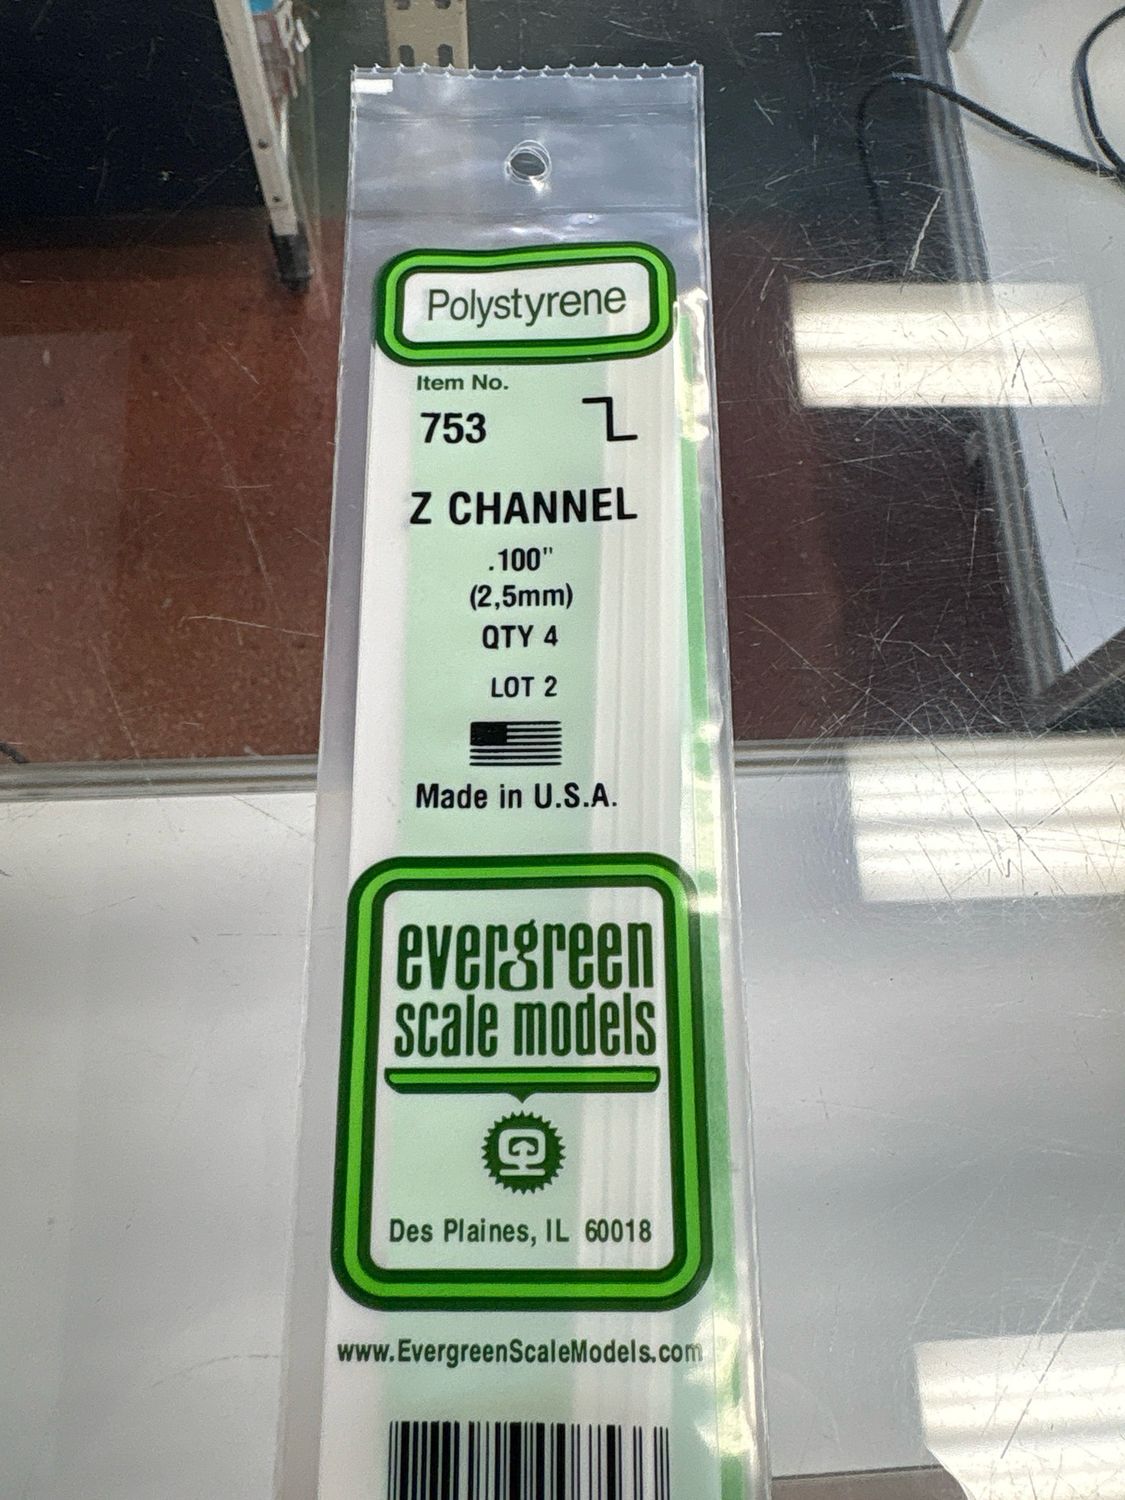 Polystyrene
Item No.
753
Z CHANNEL
.100"
(2,5mm)
QTY 4
LOT 2
Made in U.S.A.
evergreen
scale models
Des Plaines, IL 60018
www.EvergreenScaleModels.com